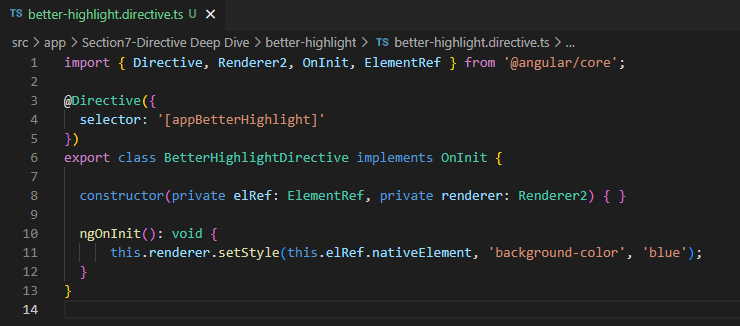 TS better-highlight.directive.ts U ×
src > app > Section7-Directive Deep Dive > better-highlight > TS better-highlight.directive.ts > ...
1 import { Directive, Renderer2, OnInit, ElementRef } from '@angular/core';
2
3 @Directive({
4   selector: '[appBetterHighlight]'
5 })
6 export class BetterHighlightDirective implements OnInit {
7
8   constructor(private elRef: ElementRef, private renderer: Renderer2) { }
9
10   ngOnInit(): void {
11       this.renderer.setStyle(this.elRef.nativeElement, 'background-color', 'blue');
12   }
13 }
14